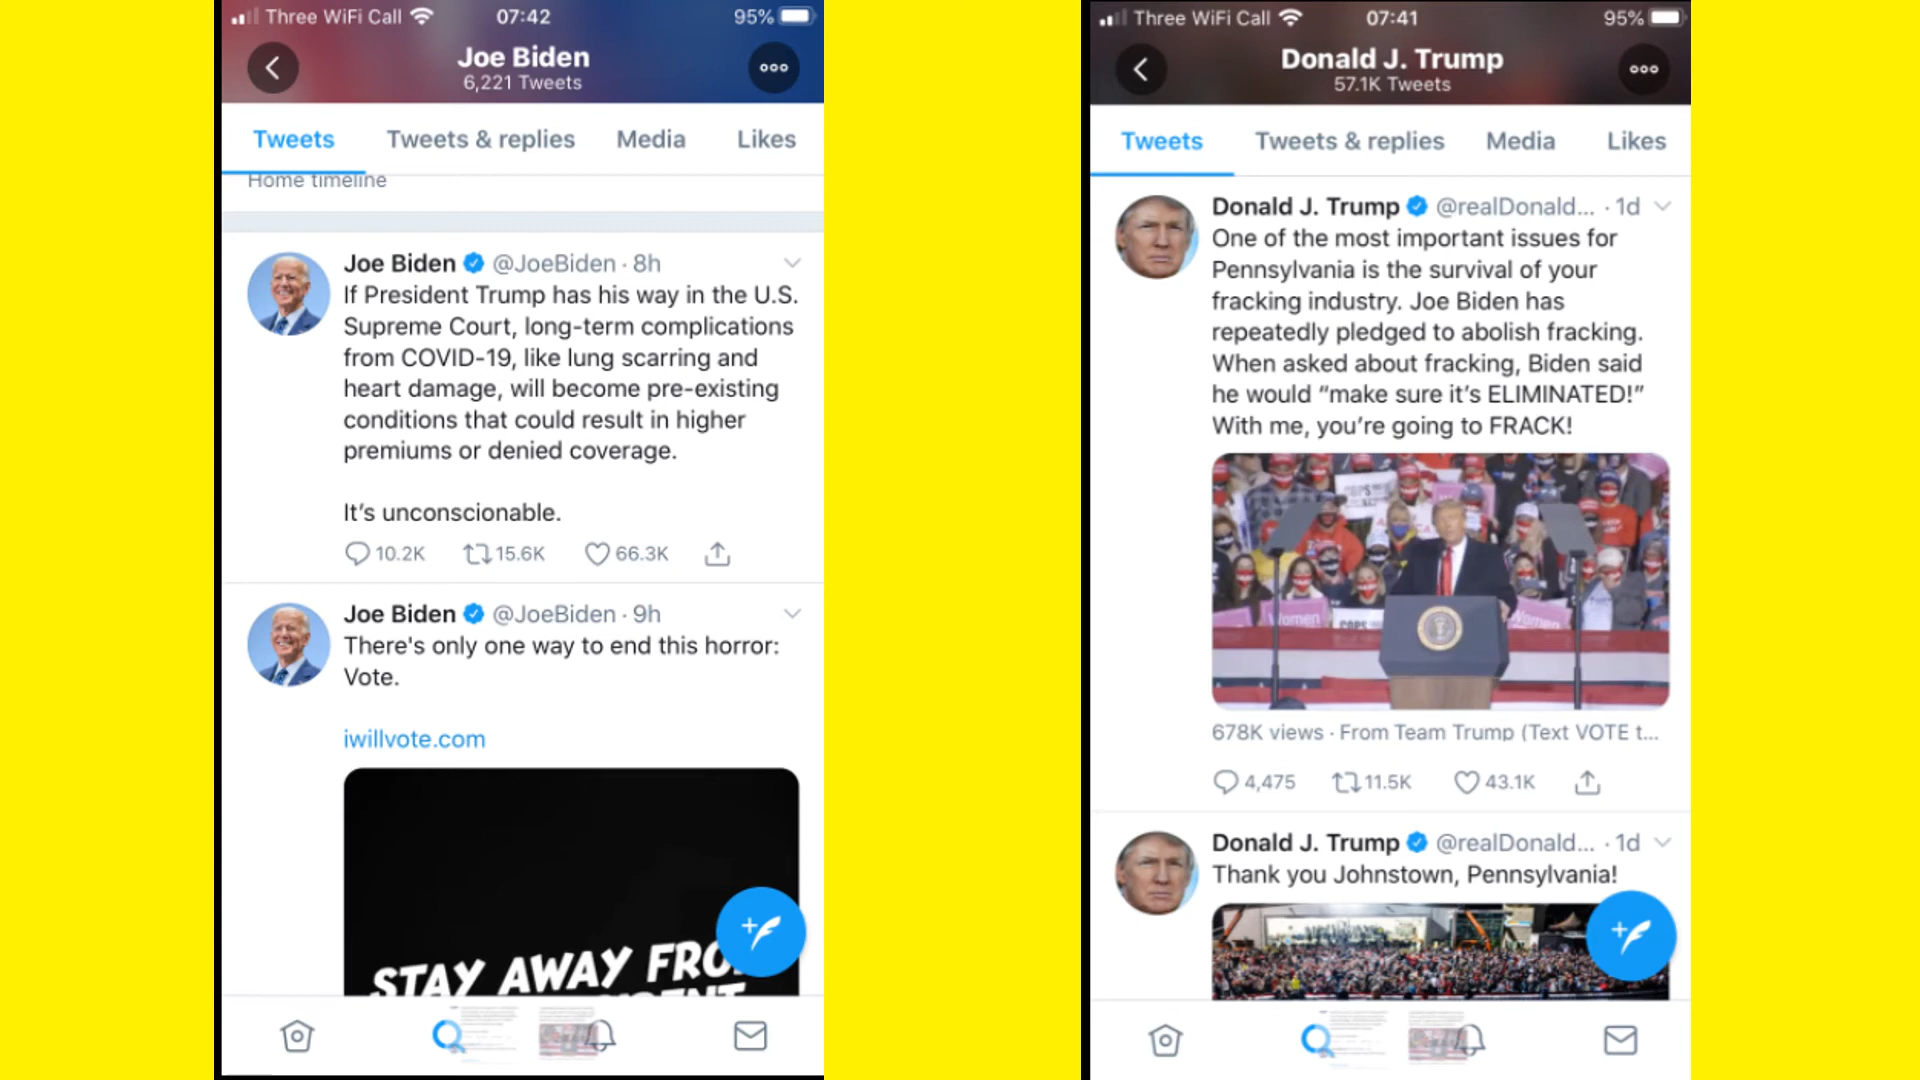 Three WiFi Call
07:42
95%
Joe Biden
6,221 Tweets
Tweets
Tweets & replies
Media
Likes
Home timeline
Joe Biden @JoeBiden · 8h
If President Trump has his way in the U.S.
Supreme Court, long-term complications
from COVID-19, like lung scarring and
heart damage, will become pre-existing
conditions that could result in higher
premiums or denied coverage.
It's unconscionable.
10.2K 15.6K 66.3K
Joe Biden @JoeBiden · 9h
There's only one way to end this horror:
Vote.
iwillvote.com
STAY AWAY FRO
Three WiFi Call
07:41
95%
Donald J. Trump
57.1K Tweets
Tweets
Tweets & replies
Media
Likes
Donald J. Trump @realDonald... · 1d
One of the most important issues for
Pennsylvania is the survival of your
fracking industry. Joe Biden has
repeatedly pledged to abolish fracking.
When asked about fracking, Biden said
he would “make sure it’s ELIMINATED!”
With me, you’re going to FRACK!
COPS
Women
COPS
Women
678K views · From Team Trump (Text VOTE t...
4,475 11.5K 43.1K
Donald J. Trump @realDonald... · 1d
Thank you Johnstown, Pennsylvania!